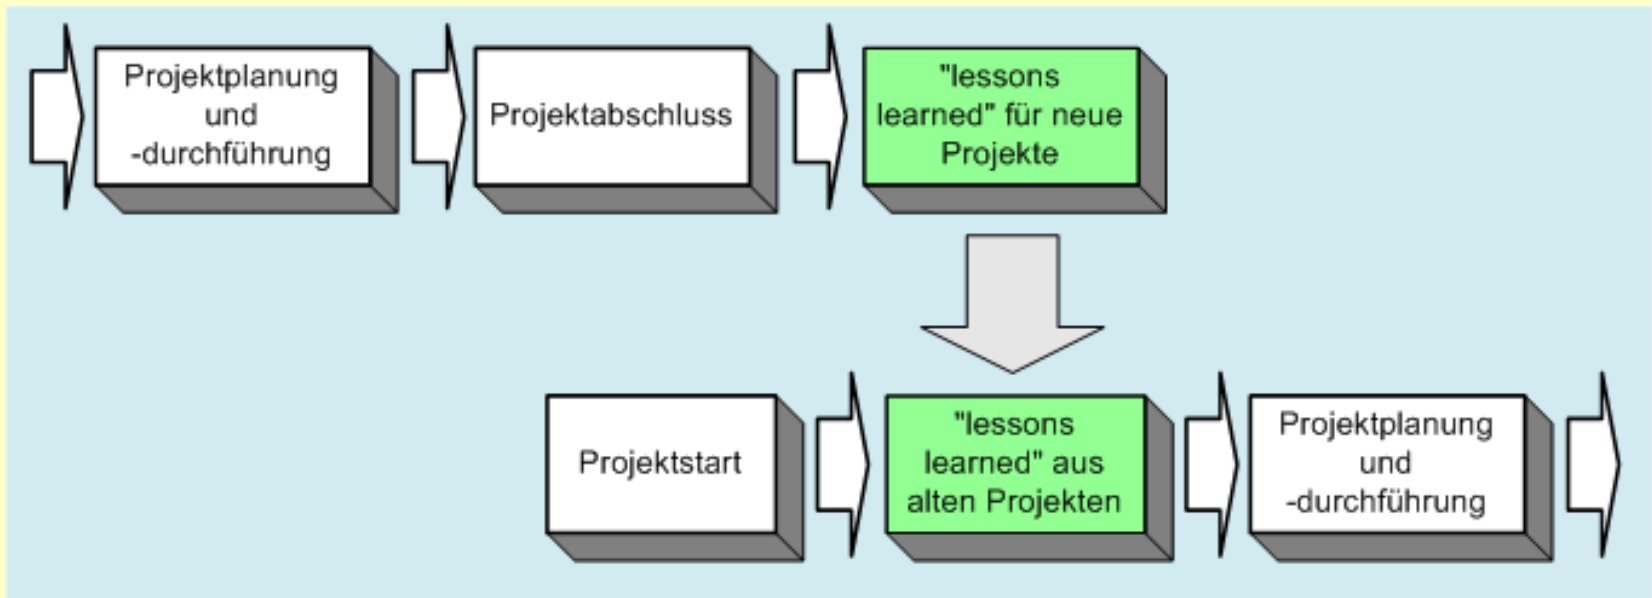 Projektplanung
und
-durchführung
Projektabschluss
"lessons
learned" für neue
Projekte
Projektstart
"lessons
learned" aus
alten Projekten
Projektplanung
und
-durchführung